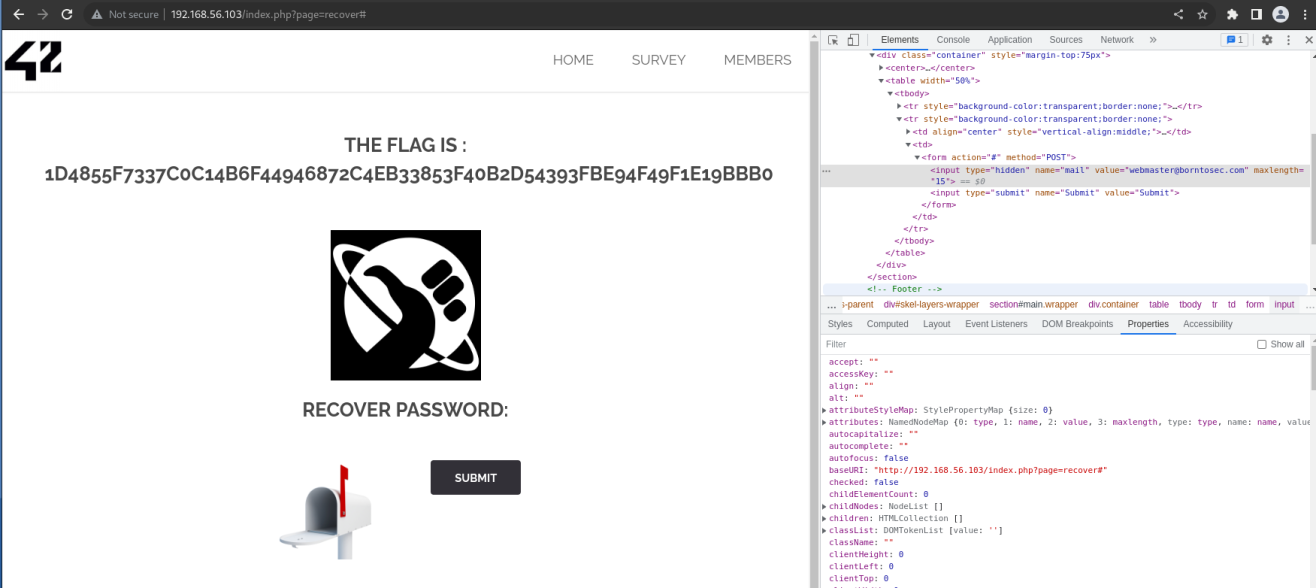 Not secure | 192.168.56.103/index.php?page=recover#
42
HOME SURVEY MEMBERS
THE FLAG IS :
1D4855F7337C0C14B6F44946872C4EB33853F40B2D54393FBE94F49F1E19BBB0
RECOVER PASSWORD:
SUBMIT
Elements Console Application Sources Network » 1
<div class="container" style="margin-top:75px">
<center>…</center>
<table width="50%">
<tbody>
<tr style="background-color:transparent;border:none;">…</tr>
<tr style="background-color:transparent;border:none;">
<td align="center" style="vertical-align:middle;">…</td>
<td>
<form action="#" method="POST">
… <input type="hidden" name="mail" value="webmaster@borntosec.com" maxlength=
"15"> == $0
<input type="submit" name="Submit" value="Submit">
</form>
</td>
</tr>
</tbody>
</table>
</div>
</section>
<!-- Footer -->
… s-parent div#skel-layers-wrapper section#main.wrapper div.container table tbody tr td form input …
Styles Computed Layout Event Listeners DOM Breakpoints Properties Accessibility
Filter Show all
accept: ""
accessKey: ""
align: ""
alt: ""
attributeStyleMap: StylePropertyMap {size: 0}
attributes: NamedNodeMap {0: type, 1: name, 2: value, 3: maxlength, type: type, name: name, value
autocapitalize: ""
autocomplete: ""
autofocus: false
baseURI: "http://192.168.56.103/index.php?page=recover#"
checked: false
childElementCount: 0
childNodes: NodeList []
children: HTMLCollection []
classList: DOMTokenList [value: '']
className: ""
clientHeight: 0
clientLeft: 0
clientTop: 0